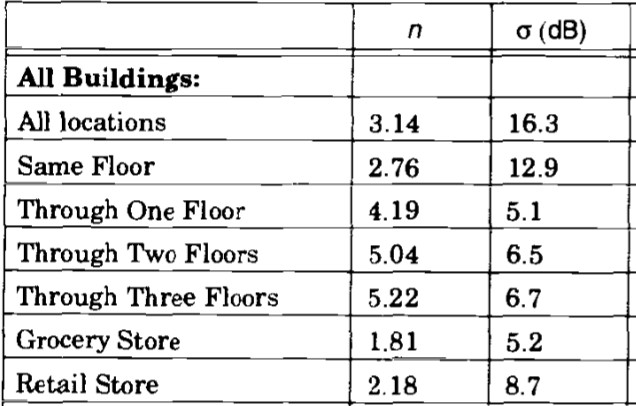 n σ (dB)
All Buildings:
All locations 3.14 16.3
Same Floor 2.76 12.9
Through One Floor 4.19 5.1
Through Two Floors 5.04 6.5
Through Three Floors 5.22 6.7
Grocery Store 1.81 5.2
Retail Store 2.18 8.7